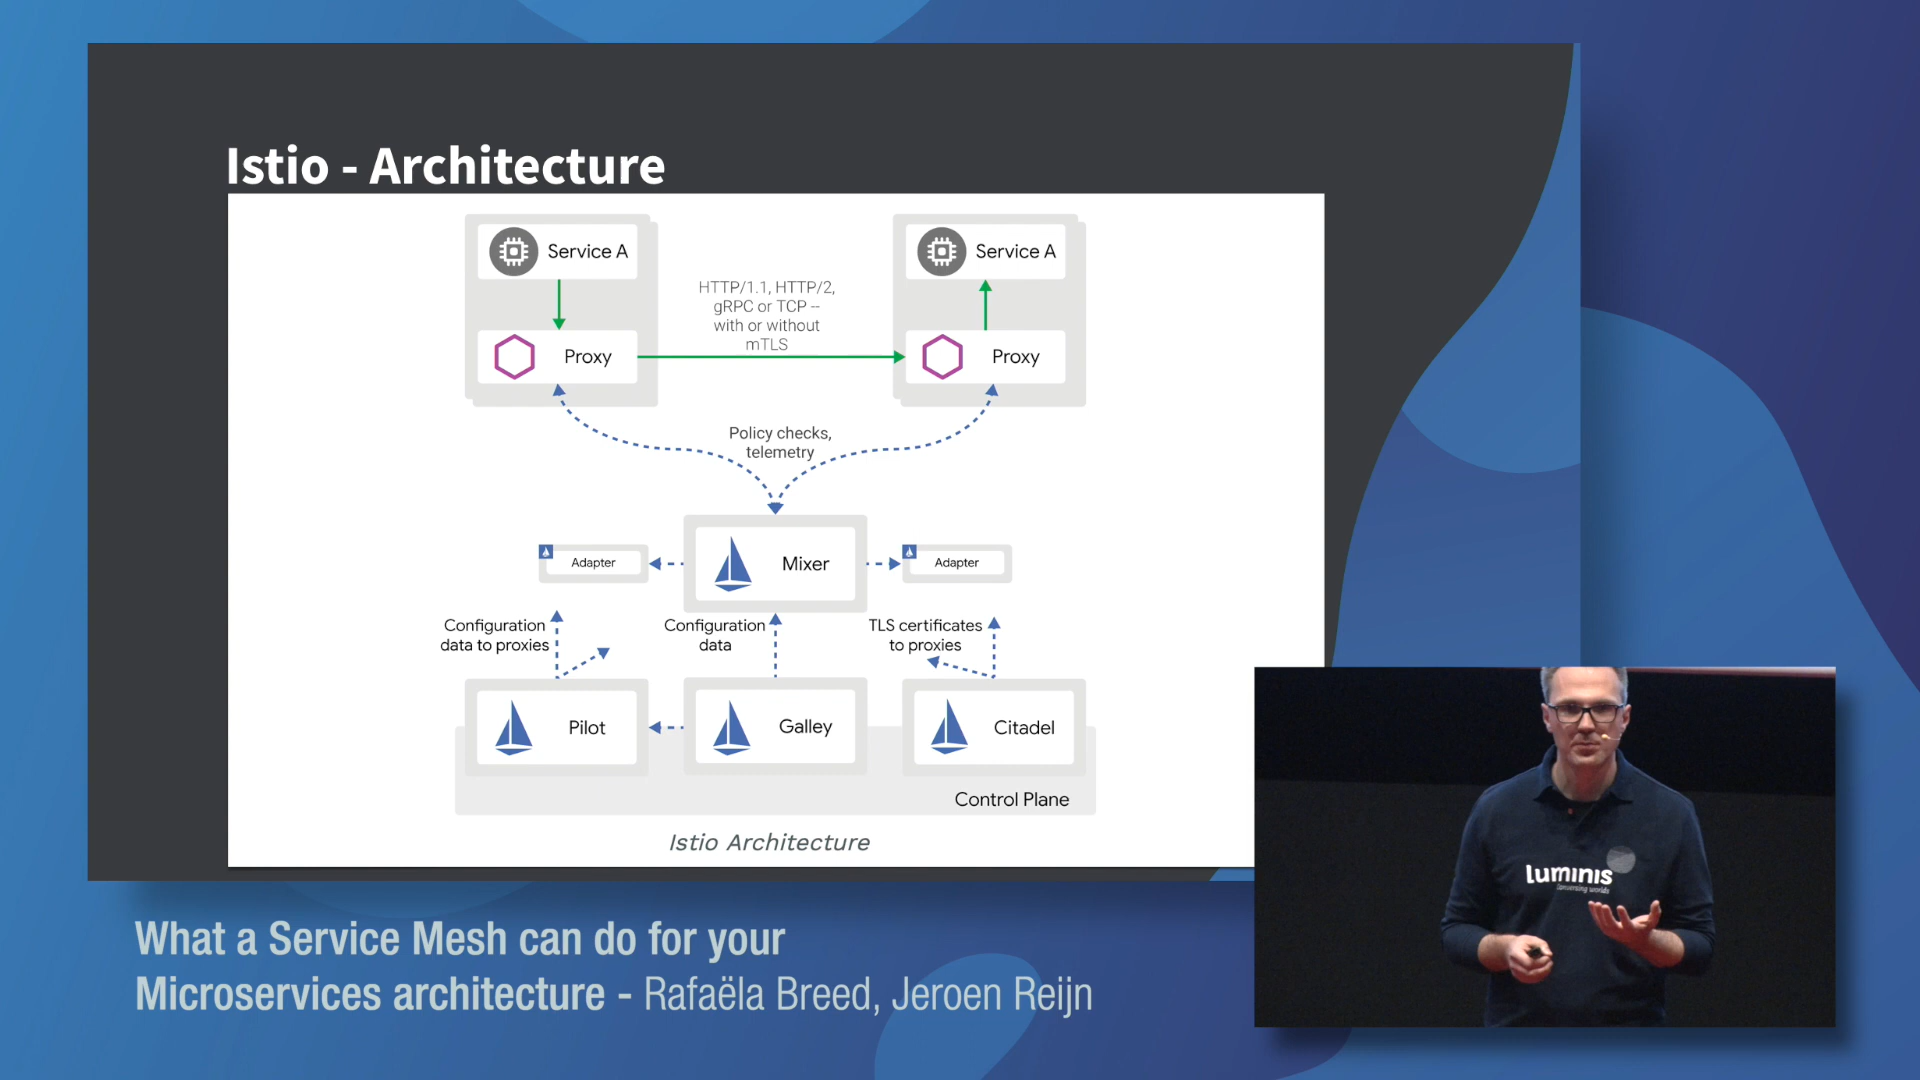 Istio - Architecture
Service A
Service A
HTTP/1.1, HTTP/2,
gRPC or TCP --
with or without
mTLS
Proxy
Proxy
Policy checks,
telemetry
Adapter
Mixer
Adapter
Configuration
data to proxies
Configuration
data
TLS certificates
to proxies
Pilot
Galley
Citadel
Control Plane
Istio Architecture
luminis
Conversing worlds
What a Service Mesh can do for your
Microservices architecture - Rafaëla Breed, Jeroen Reijn